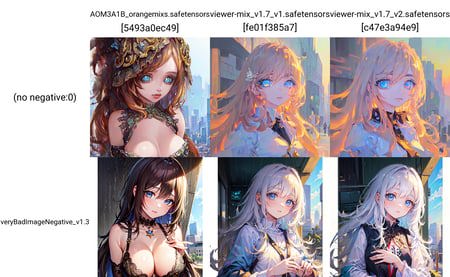 AOM3A1B_orangemixs.safetensorsviewer-mix_v1.7_v1.safetensorsviewer-mix_v1.7_v2.safetensors
[5493a0ec49] [fe01f385a7] [c47e3a94e9]
(no negative:0)
veryBadImageNegative_v1.3